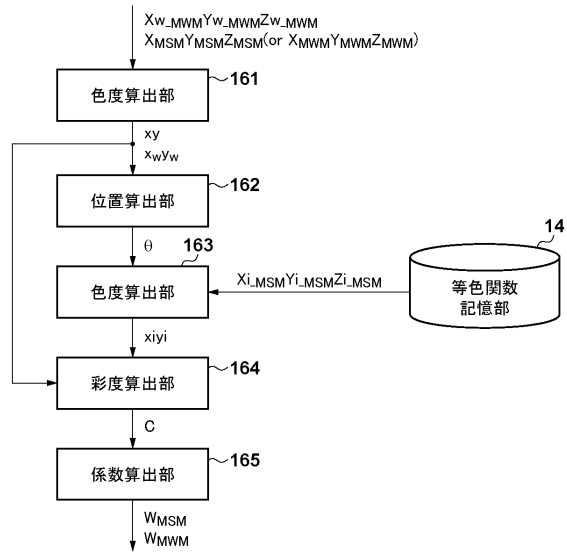 Xw_MWMYw_MWMZw_MWM
XMSMYMSMZMSM(or XMWMYMWMZMWM)
色度算出部
161
xy
xwyw
位置算出部
162
θ
163
色度算出部
Xi_MSMYi_MSMZi_MSM
14
等色関数
記憶部
xiyi
彩度算出部
164
C
係数算出部
165
WMSM
WMWM